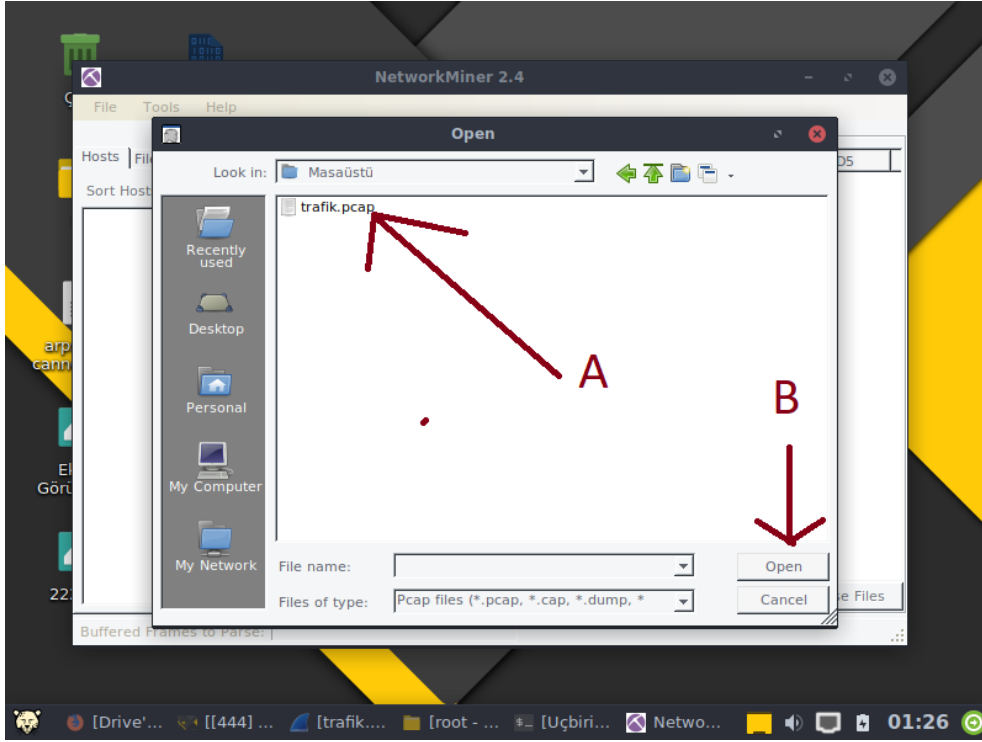 NetworkMiner 2.4
File Tools Help
Open
Hosts
Sort Host
Look in: Masaüstü
trafik.pcap
Recently
used
Desktop
Personal
My Computer
My Network
A
B
File name:
Open
Files of type: Pcap files (*.pcap, *.cap, *.dump, *
Cancel
Buffered Frames to Parse:
[Drive'... [[444] ... [trafik.... [root - ... [Uçbiri... Netwo... 01:26